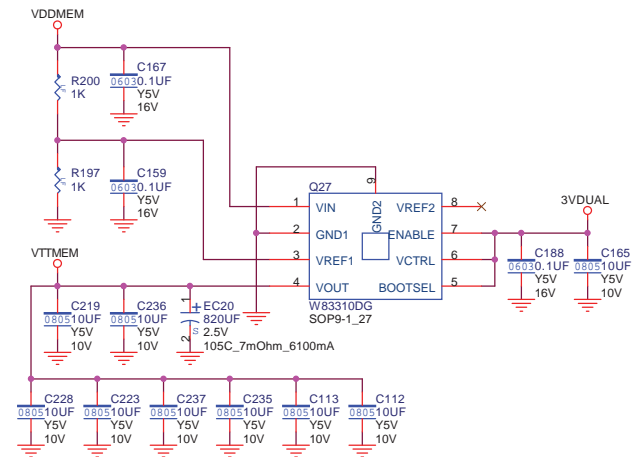 VDDMEM
R200
1K
C167
0603 0.1UF
Y5V
16V
R197
1K
C159
0603 0.1UF
Y5V
16V
Q27
9
GND2
1 VIN
2 GND1
3 VREF1
4 VOUT
VREF2 8
ENABLE 7
VCTRL 6
BOOTSEL 5
W83310DG
SOP9-1_27
3VDUAL
C188
0603 0.1UF
Y5V
16V
C165
0805 10UF
Y5V
10V
VTTMEM
C219
0805 10UF
Y5V
10V
C236
0805 10UF
Y5V
10V
1
+ EC20
820UF
S 2.5V
2
105C_7mOhm_6100mA
C228
0805 10UF
Y5V
10V
C223
0805 10UF
Y5V
10V
C237
0805 10UF
Y5V
10V
C235
0805 10UF
Y5V
10V
C113
0805 10UF
Y5V
10V
C112
0805 10UF
Y5V
10V